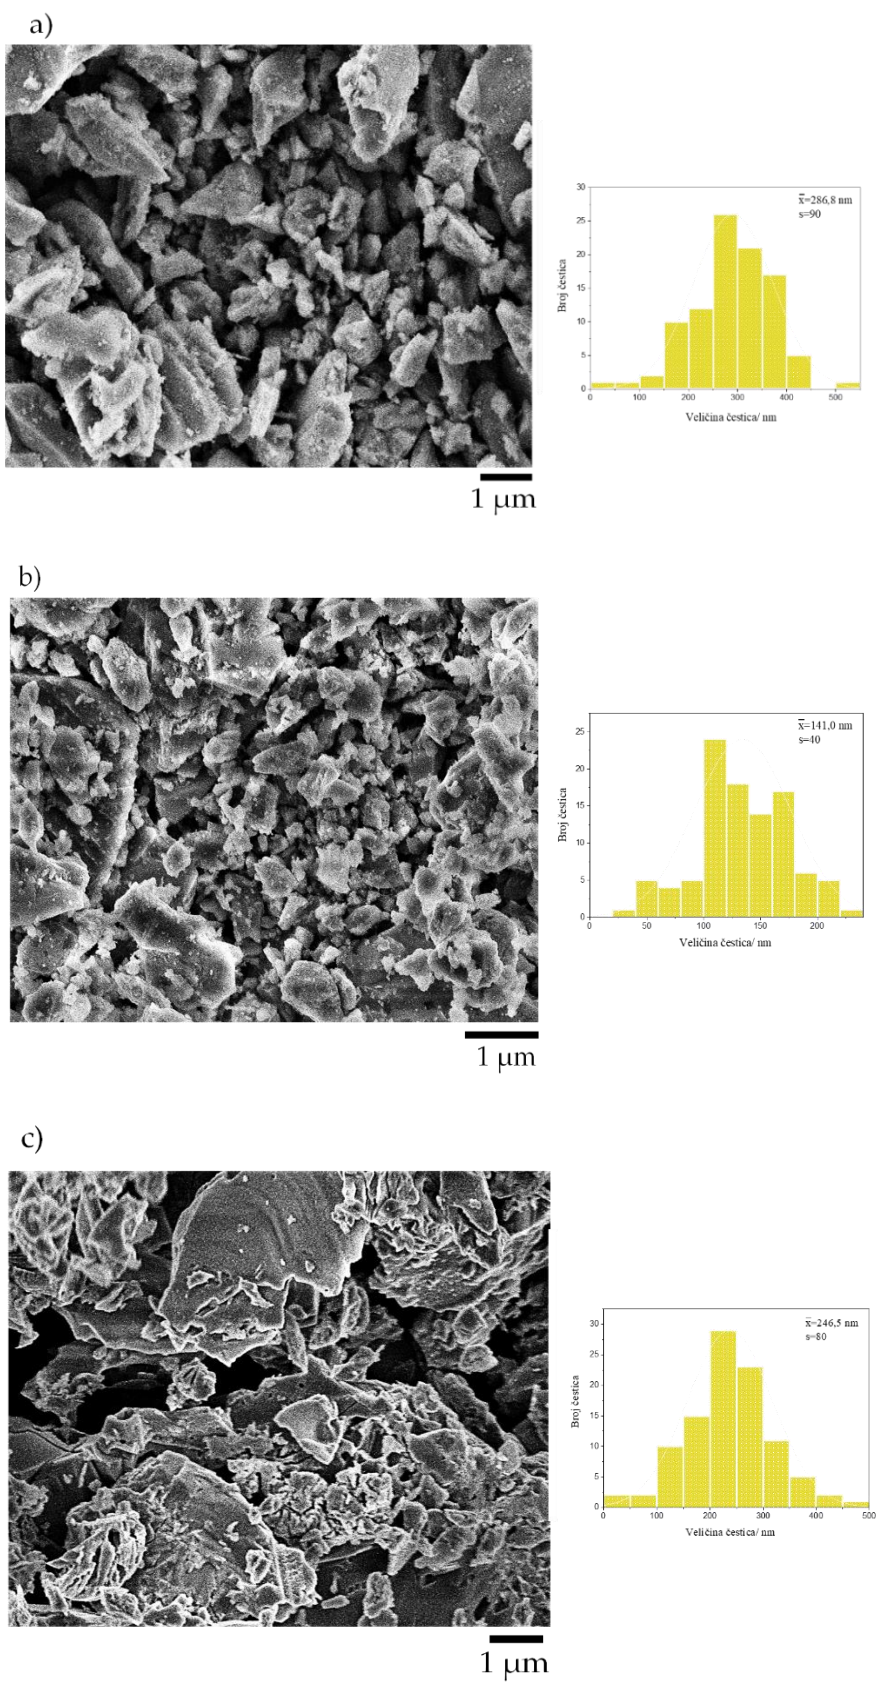 a)
x̄=286,8 nm
s=90
Broj čestica
30
25
20
15
10
5
0
0 100 200 300 400 500
Veličina čestica/ nm
1 μm
b)
x̄=141,0 nm
s=40
Broj čestica
25
20
15
10
5
0
0 50 100 150 200
Veličina čestica/ nm
1 μm
c)
x̄=246,5 nm
s=80
Broj čestica
30
25
20
15
10
5
0
0 100 200 300 400 500
Veličina čestica/ nm
1 μm